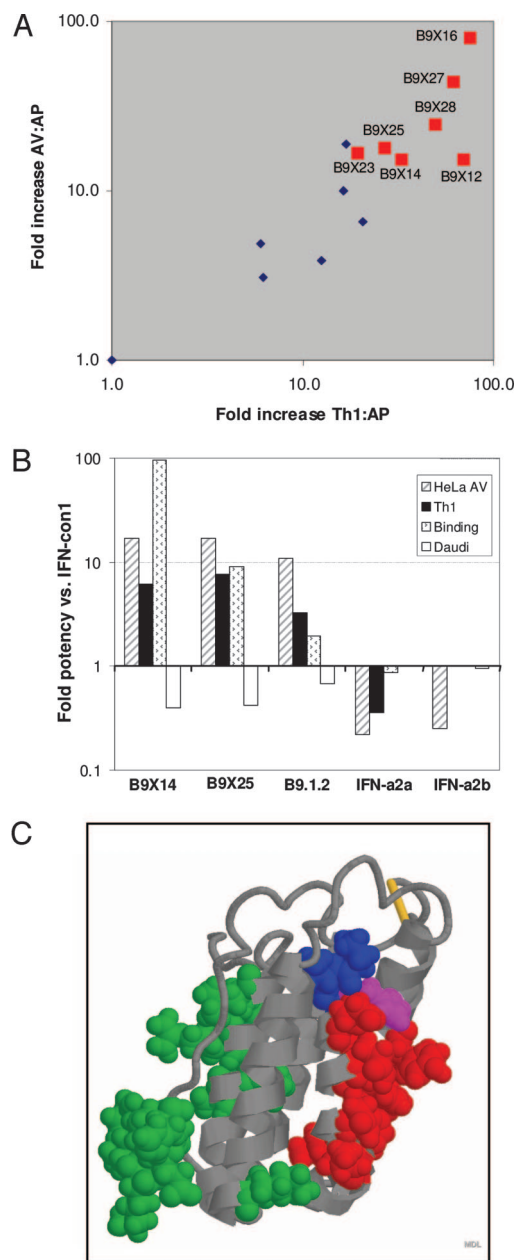 A
Fold increase AV:AP
100.0
10.0
1.0
B9X16
B9X27
B9X28
B9X25
B9X23
B9X14
B9X12
1.0
10.0
100.0
Fold increase Th1:AP
B
Fold potency vs. IFN-con1
100
10
1
0.1
HeLa AV
Th1
Binding
Daudi
B9X14
B9X25
B9.1.2
IFN-a2a
IFN-a2b
C
MDL